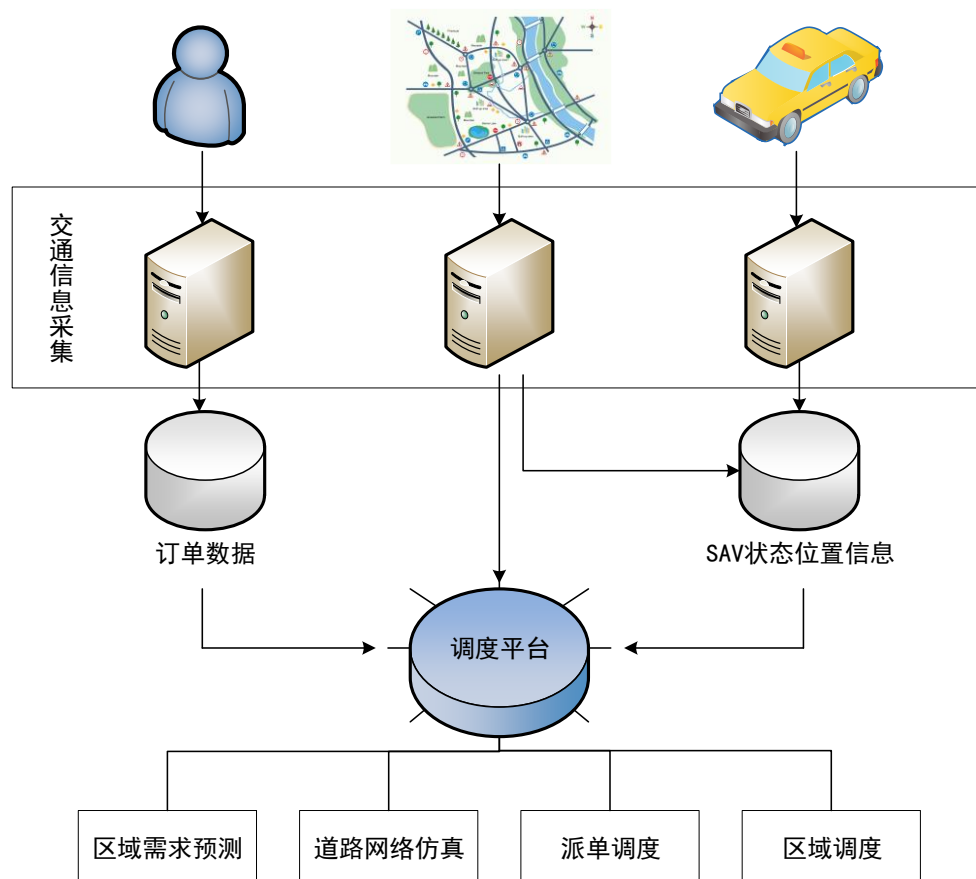 交通信息采集
订单数据
SAV状态位置信息
调度平台
区域需求预测
道路网络仿真
派单调度
区域调度